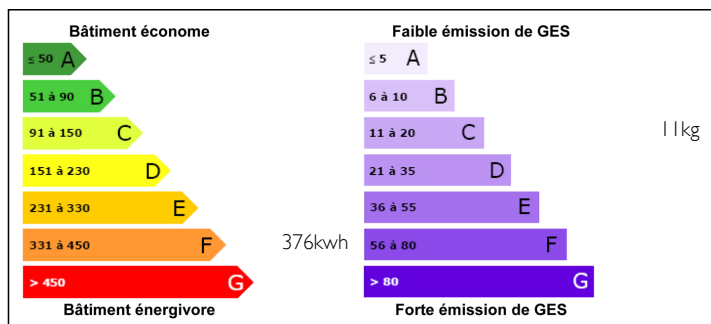 Bâtiment économe
≤ 50 A
51 à 90 B
91 à 150 C
151 à 230 D
231 à 330 E
331 à 450 F
376kwh
> 450 G
Bâtiment énergivore
Faible émission de GES
≤ 5 A
6 à 10 B
11 à 20 C
11kg
21 à 35 D
36 à 55 E
56 à 80 F
> 80 G
Forte émission de GES